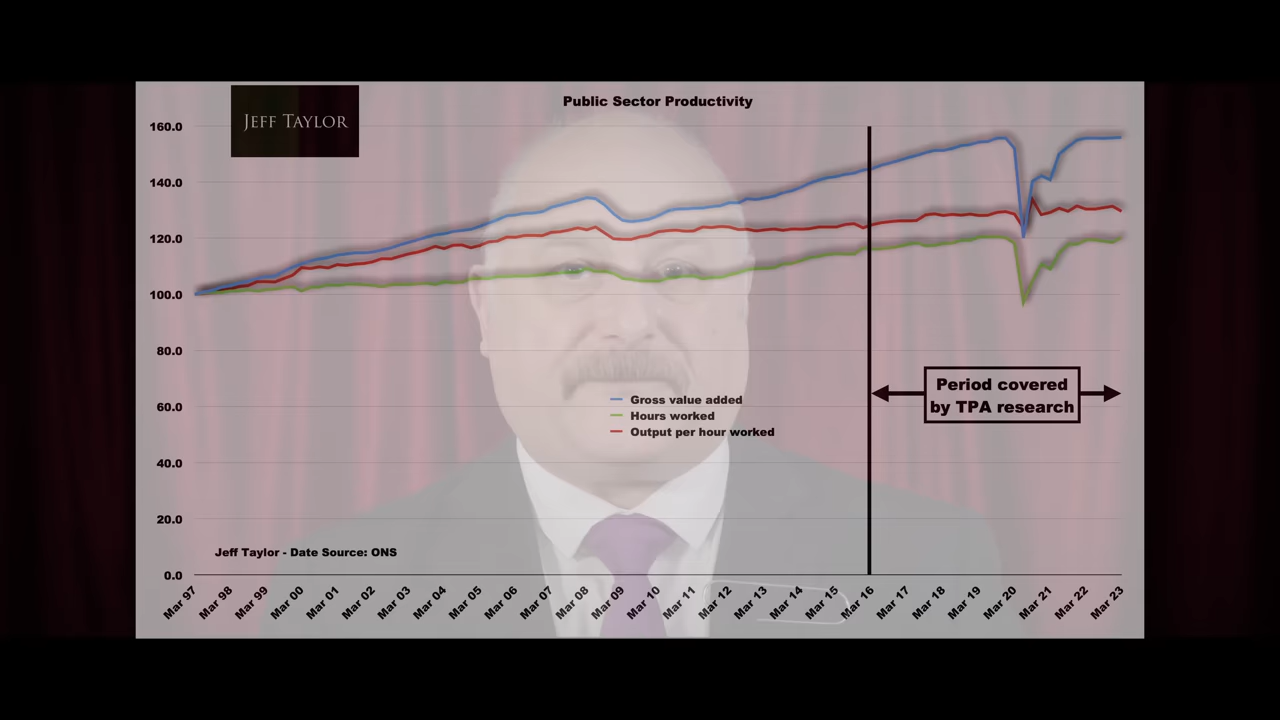 Public Sector Productivity
JEFF TAYLOR
160.0
140.0
120.0
100.0
80.0
60.0
40.0
20.0
0.0
Period covered
by TPA research
Gross value added
Hours worked
Output per hour worked
Jeff Taylor - Date Source: ONS
Mar 97
Mar 98
Mar 99
Mar 00
Mar 01
Mar 02
Mar 03
Mar 04
Mar 05
Mar 06
Mar 07
Mar 08
Mar 09
Mar 10
Mar 11
Mar 12
Mar 13
Mar 14
Mar 15
Mar 16
Mar 17
Mar 18
Mar 19
Mar 20
Mar 21
Mar 22
Mar 23